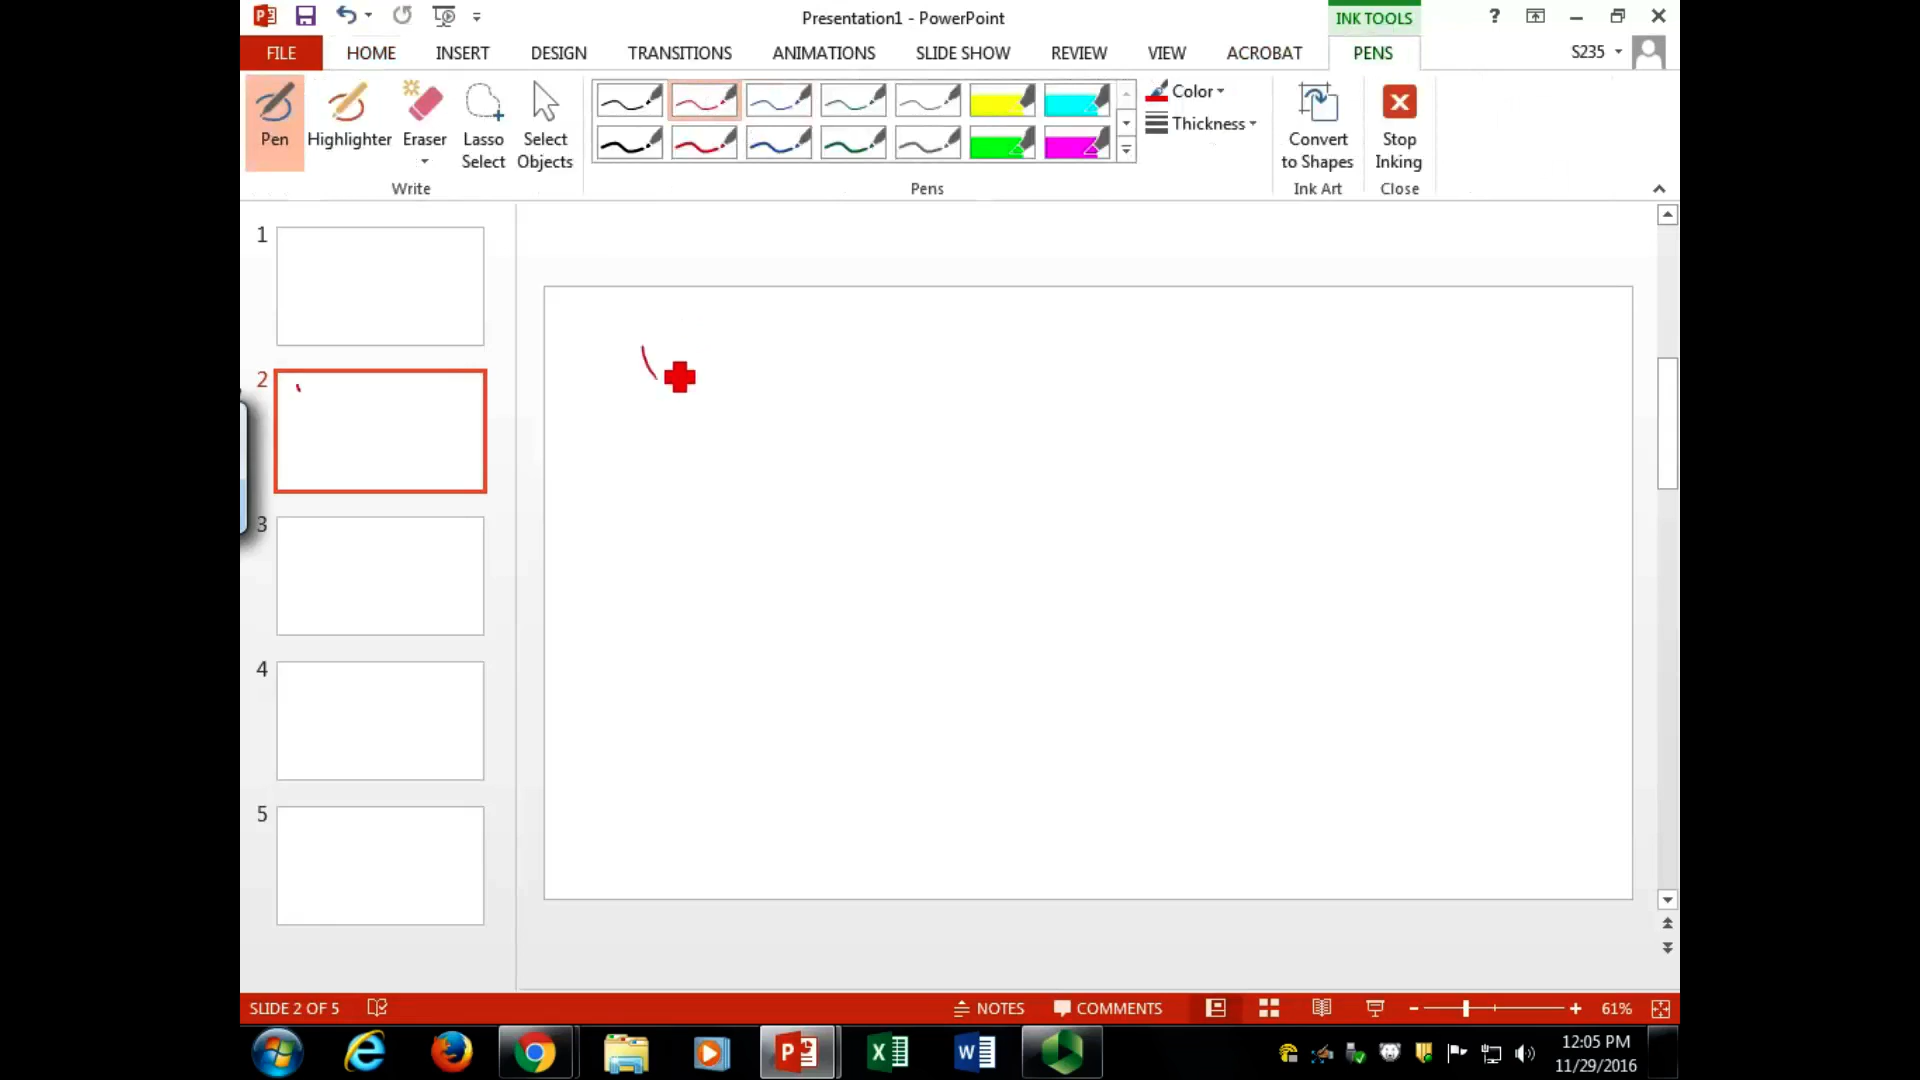 Presentation1 - PowerPoint
INK TOOLS
?
FILE
HOME
INSERT
DESIGN
TRANSITIONS
ANIMATIONS
SLIDE SHOW
REVIEW
VIEW
ACROBAT
PENS
S235
Pen
Highlighter
Eraser
Lasso
Select
Select
Objects
Color
Thickness
Convert
to Shapes
Stop
Inking
Write
Pens
Ink Art
Close
1
2
3
4
5
SLIDE 2 OF 5
NOTES
COMMENTS
61%
12:05 PM
11/29/2016